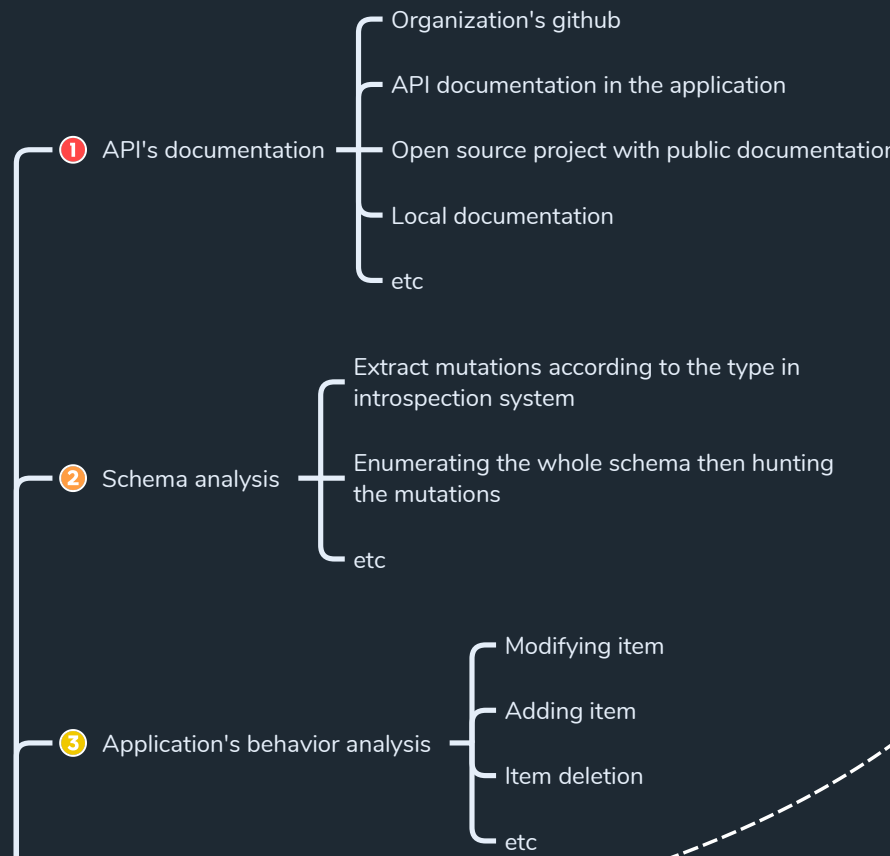 Organization's github
API documentation in the application
1 API's documentation
Open source project with public documentation
Local documentation
etc
Extract mutations according to the type in
introspection system
2 Schema analysis
Enumerating the whole schema then hunting
the mutations
etc
Modifying item
Adding item
3 Application's behavior analysis
Item deletion
etc